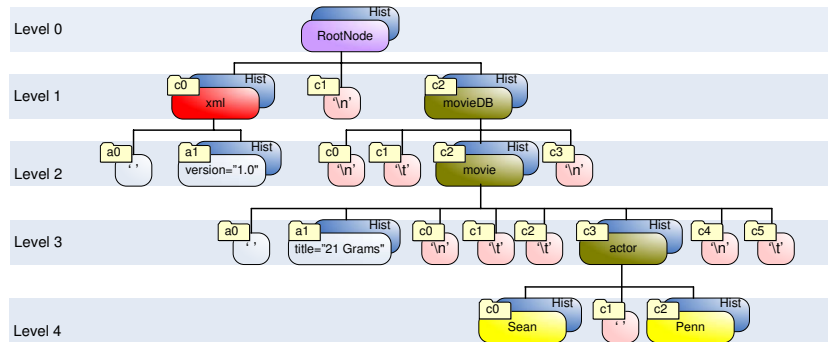 Hist
Level 0
RootNode
c0 Hist c1 c2 Hist
Level 1
xml '\n' movieDB
a0 a1 Hist c0 c1 c2 Hist c3
Level 2
' ' version="1.0" '\n' '\t' movie '\n'
a0 a1 Hist c0 c1 c2 c3 Hist c4 c5
Level 3
' ' title="21 Grams" '\n' '\t' '\t' actor '\n' '\t'
c0 Hist c1 c2 Hist
Level 4
Sean ' ' Penn